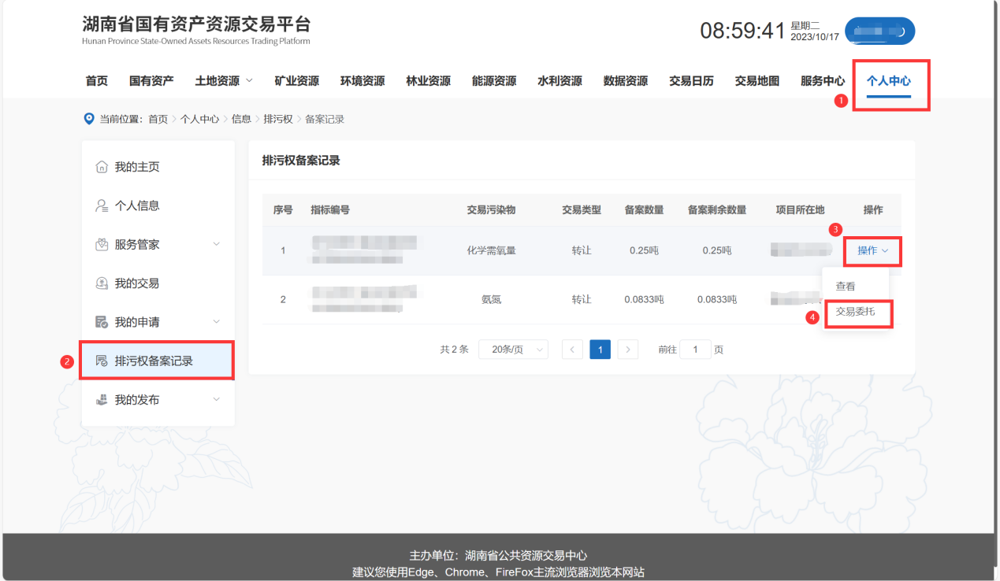 湖南省国有资产资源交易平台
Hunan Province State-Owned Assets Resources Trading Platform
08:59:41 星期二
2023/10/17
首页 国有资产 土地资源 矿业资源 环境资源 林业资源 能源资源 水利资源 数据资源 交易日历 交易地图 服务中心 个人中心
1
当前位置: 首页 > 个人中心 > 信息 > 排污权 > 备案记录
我的主页
个人信息
服务管家
我的交易
我的申请
2 排污权备案记录
我的发布
排污权备案记录
序号 指标编号 交易污染物 交易类型 备案数量 备案剩余数量 项目所在地 操作
3
1 化学需氧量 转让 0.25吨 0.25吨 操作
查看
2 氨氮 转让 0.0833吨 0.0833吨
4 交易委托
共 2 条 20条/页 < 1 > 前往 1 页
主办单位：湖南省公共资源交易中心
建议您使用Edge、Chrome、FireFox主流浏览器浏览本网站